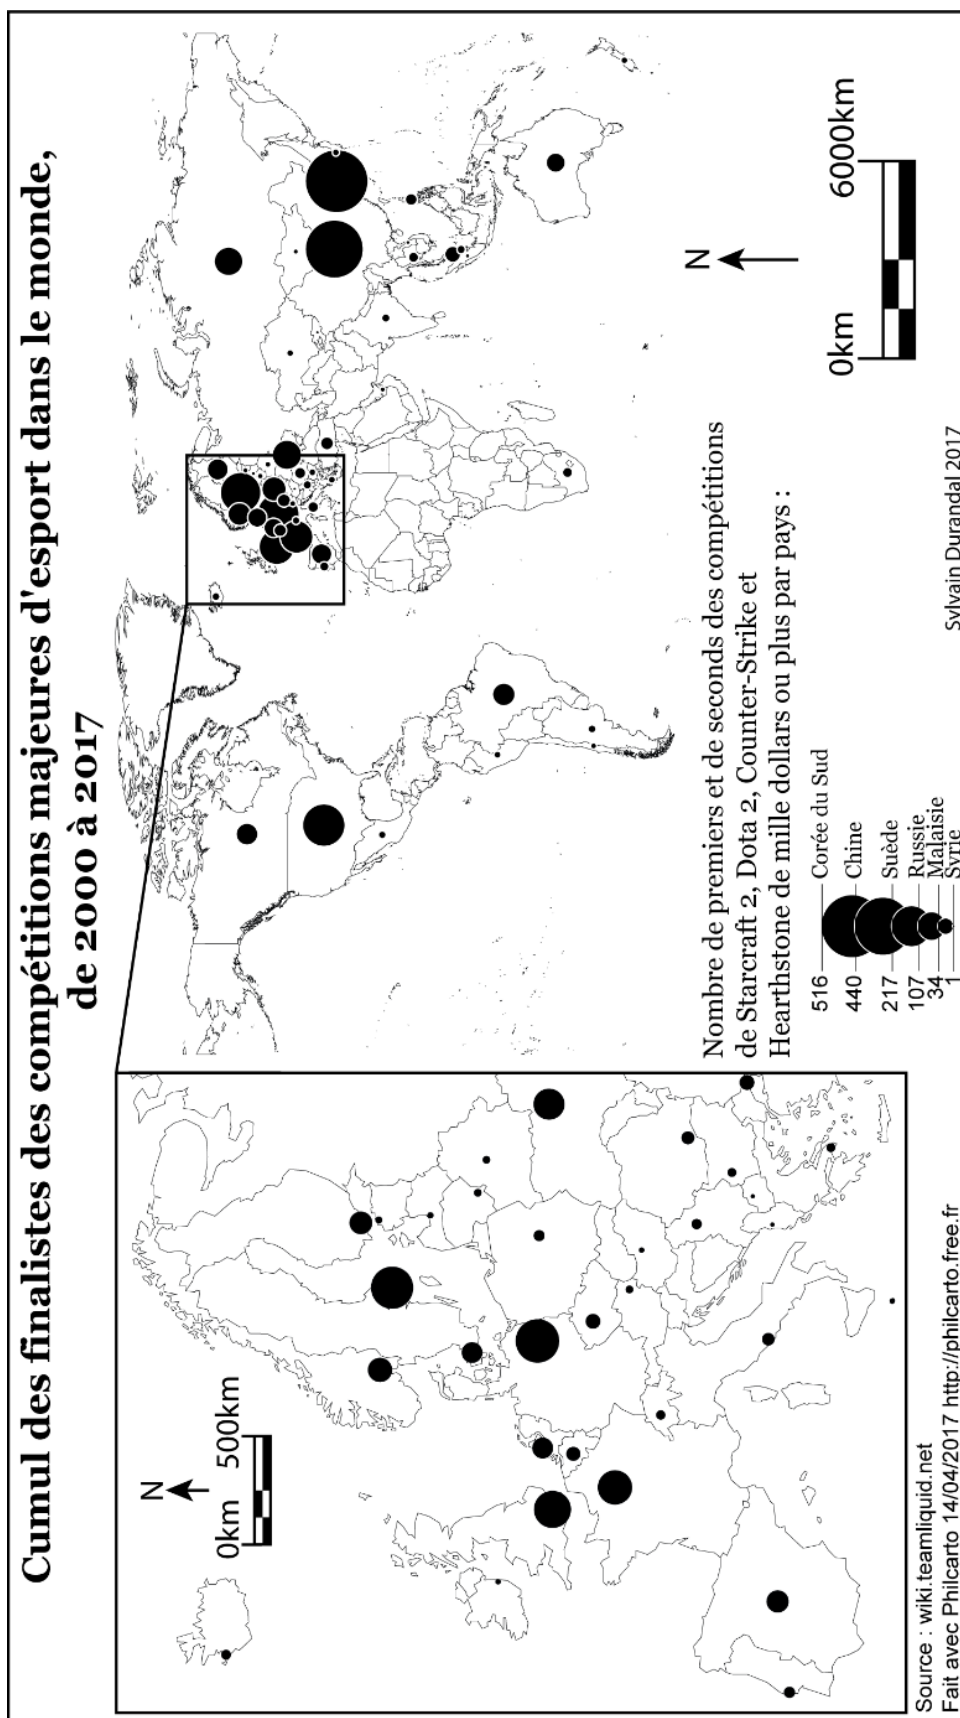 Cumul des finalistes des compétitions majeures d'esport dans le monde,
de 2000 à 2017
N
0km 500km
N
0km 6000km
Nombre de premiers et de seconds des compétitions
de Starcraft 2, Dota 2, Counter-Strike et
Hearthstone de mille dollars ou plus par pays :
516 Corée du Sud
440 Chine
217 Suède
107 Russie
34 Malaisie
1 Syrie
Source : wiki.teamliquid.net
Fait avec Philcarto 14/04/2017 http://philcarto.free.fr
Sylvain Durandal 2017